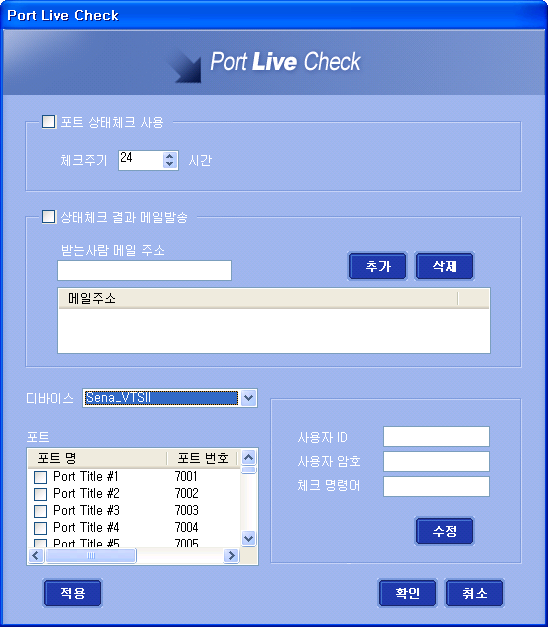 Port Live Check
Port Live Check
포트 상태체크 사용
체크주기 24 시간
상태체크 결과 메일발송
받는사람 메일 주소
추가 삭제
메일주소
디바이스 Sena_VTSII
포트
포트 명 포트 번호
Port Title #1 7001
Port Title #2 7002
Port Title #3 7003
Port Title #4 7004
Port Title #5 7005
사용자 ID
사용자 암호
체크 명령어
수정
적용 확인 취소